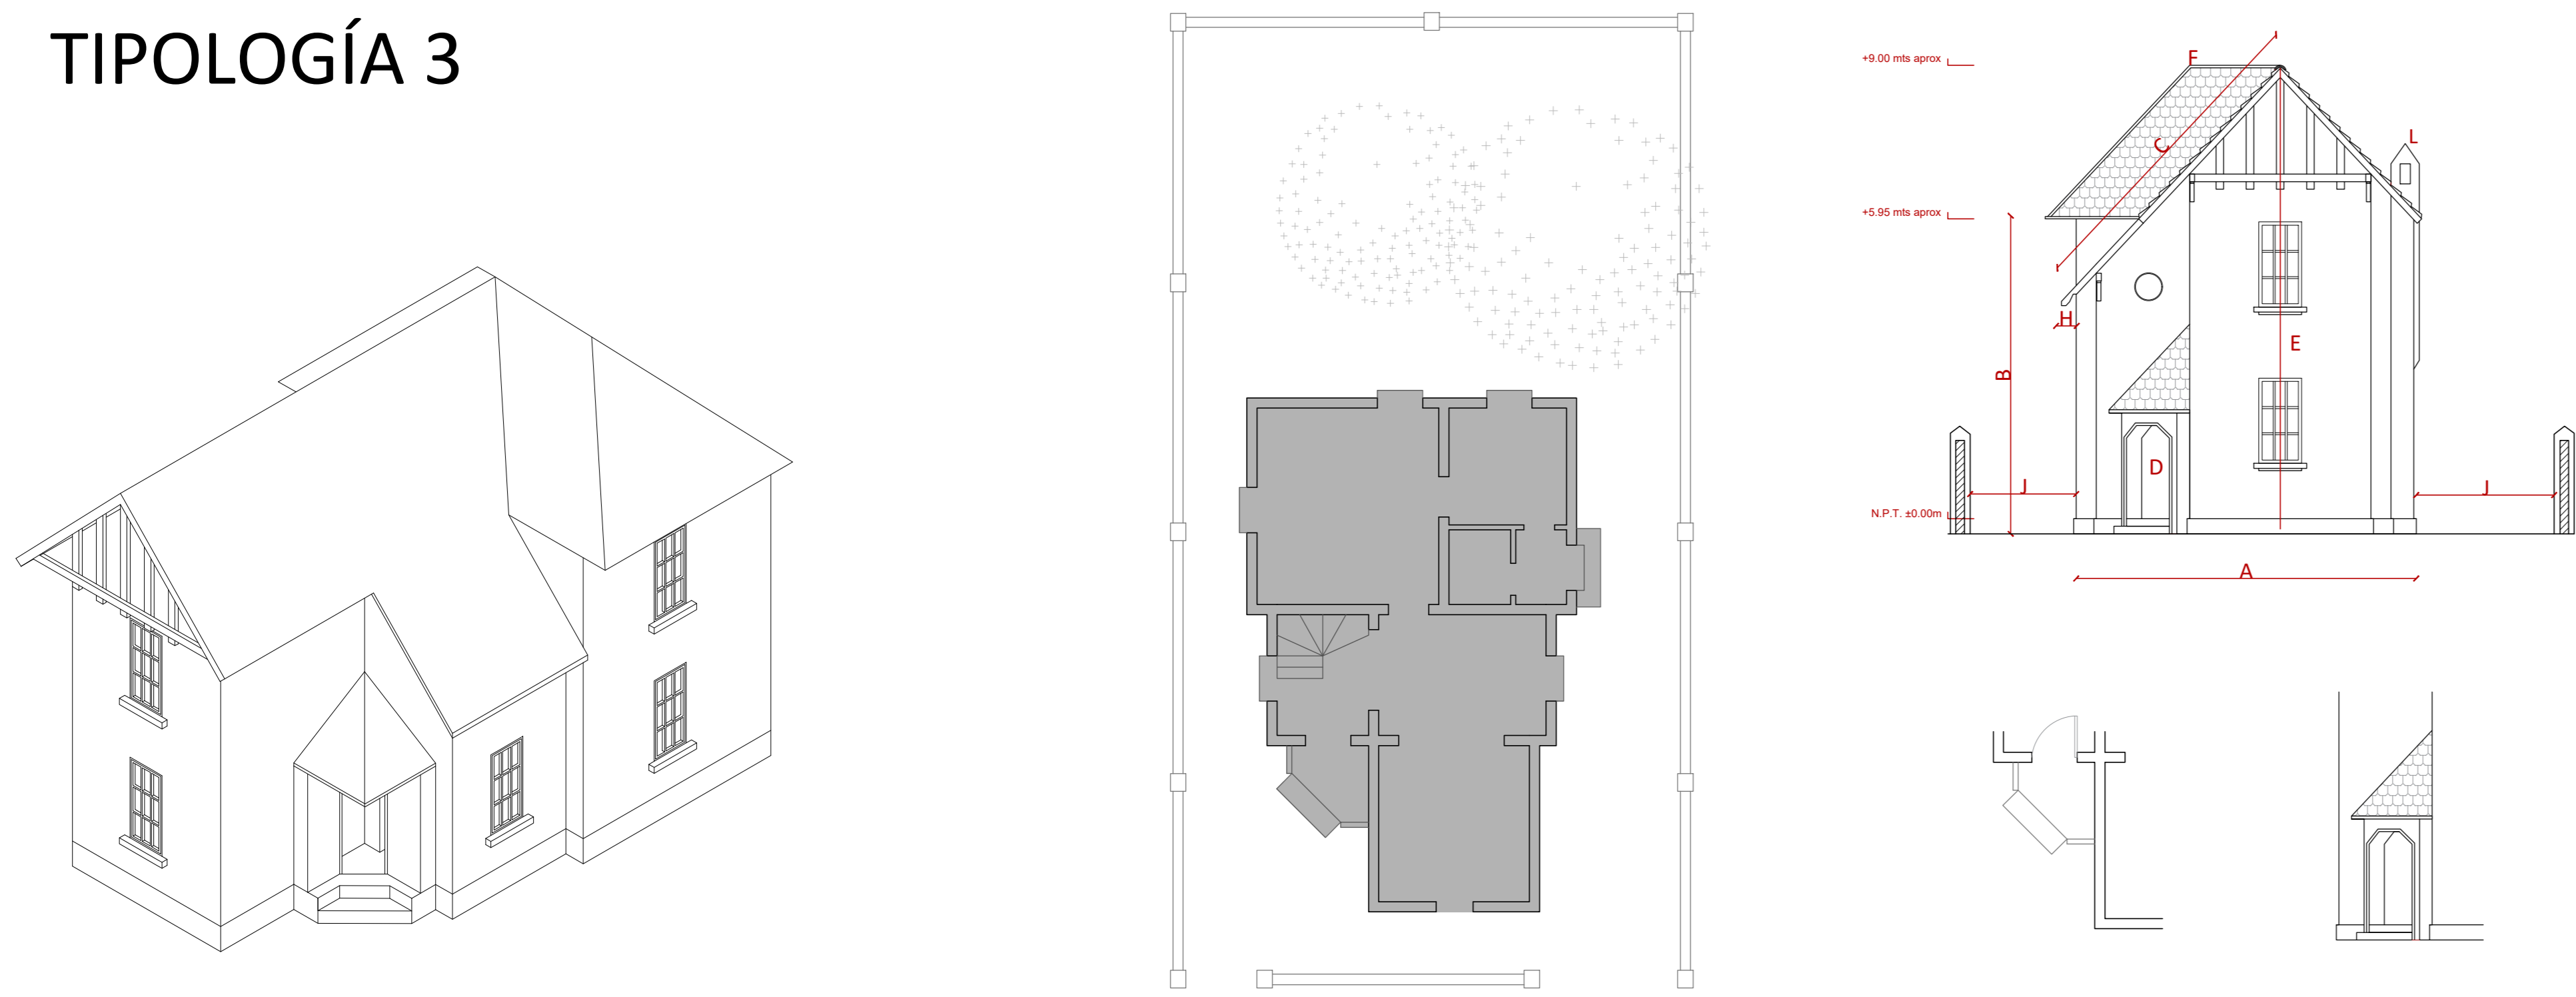 TIPOLOGÍA 3
+9.00 mts aprox
F
L
C
+5.95 mts aprox
H
E
B
D
J
J
N.P.T. ±0.00m
A